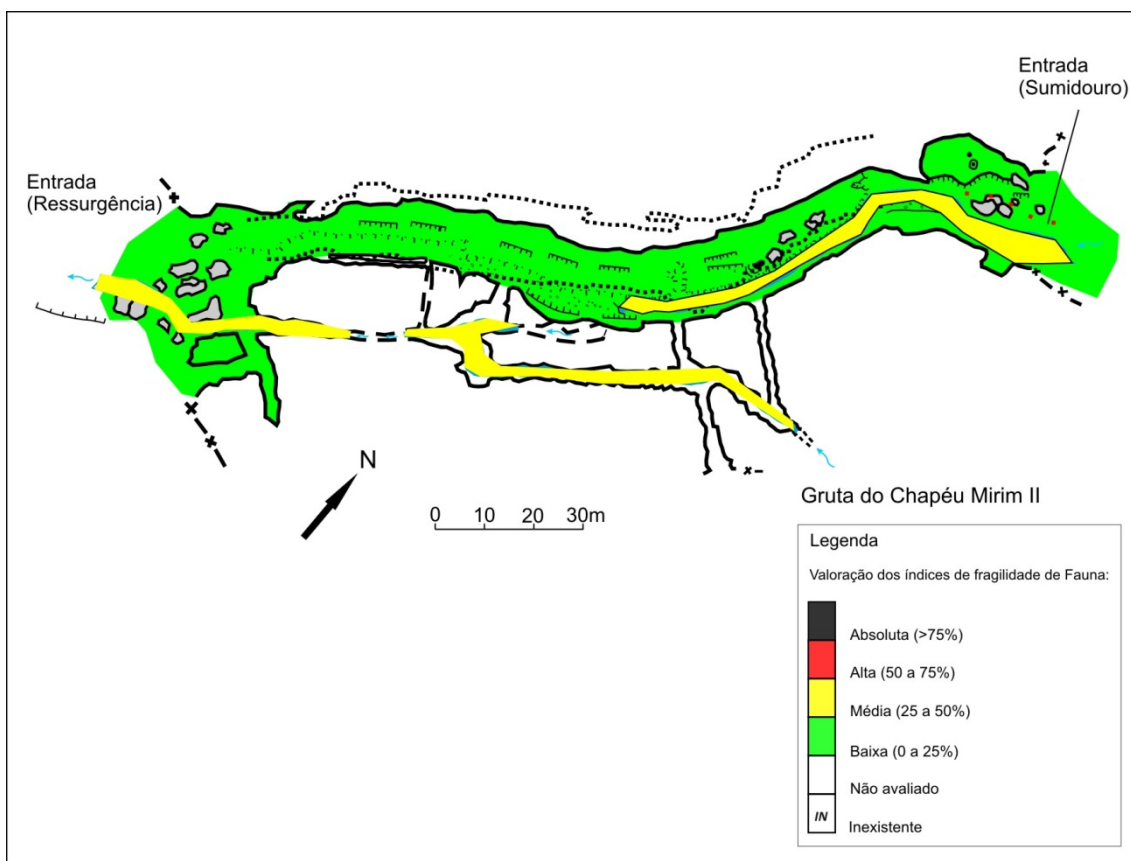 Entrada
(Sumidouro)
Entrada
(Ressurgência)
N
0 10 20 30m
Gruta do Chapéu Mirim II
Legenda
Valoração dos índices de fragilidade de Fauna:
Absoluta (>75%)
Alta (50 a 75%)
Média (25 a 50%)
Baixa (0 a 25%)
Não avaliado
IN Inexistente